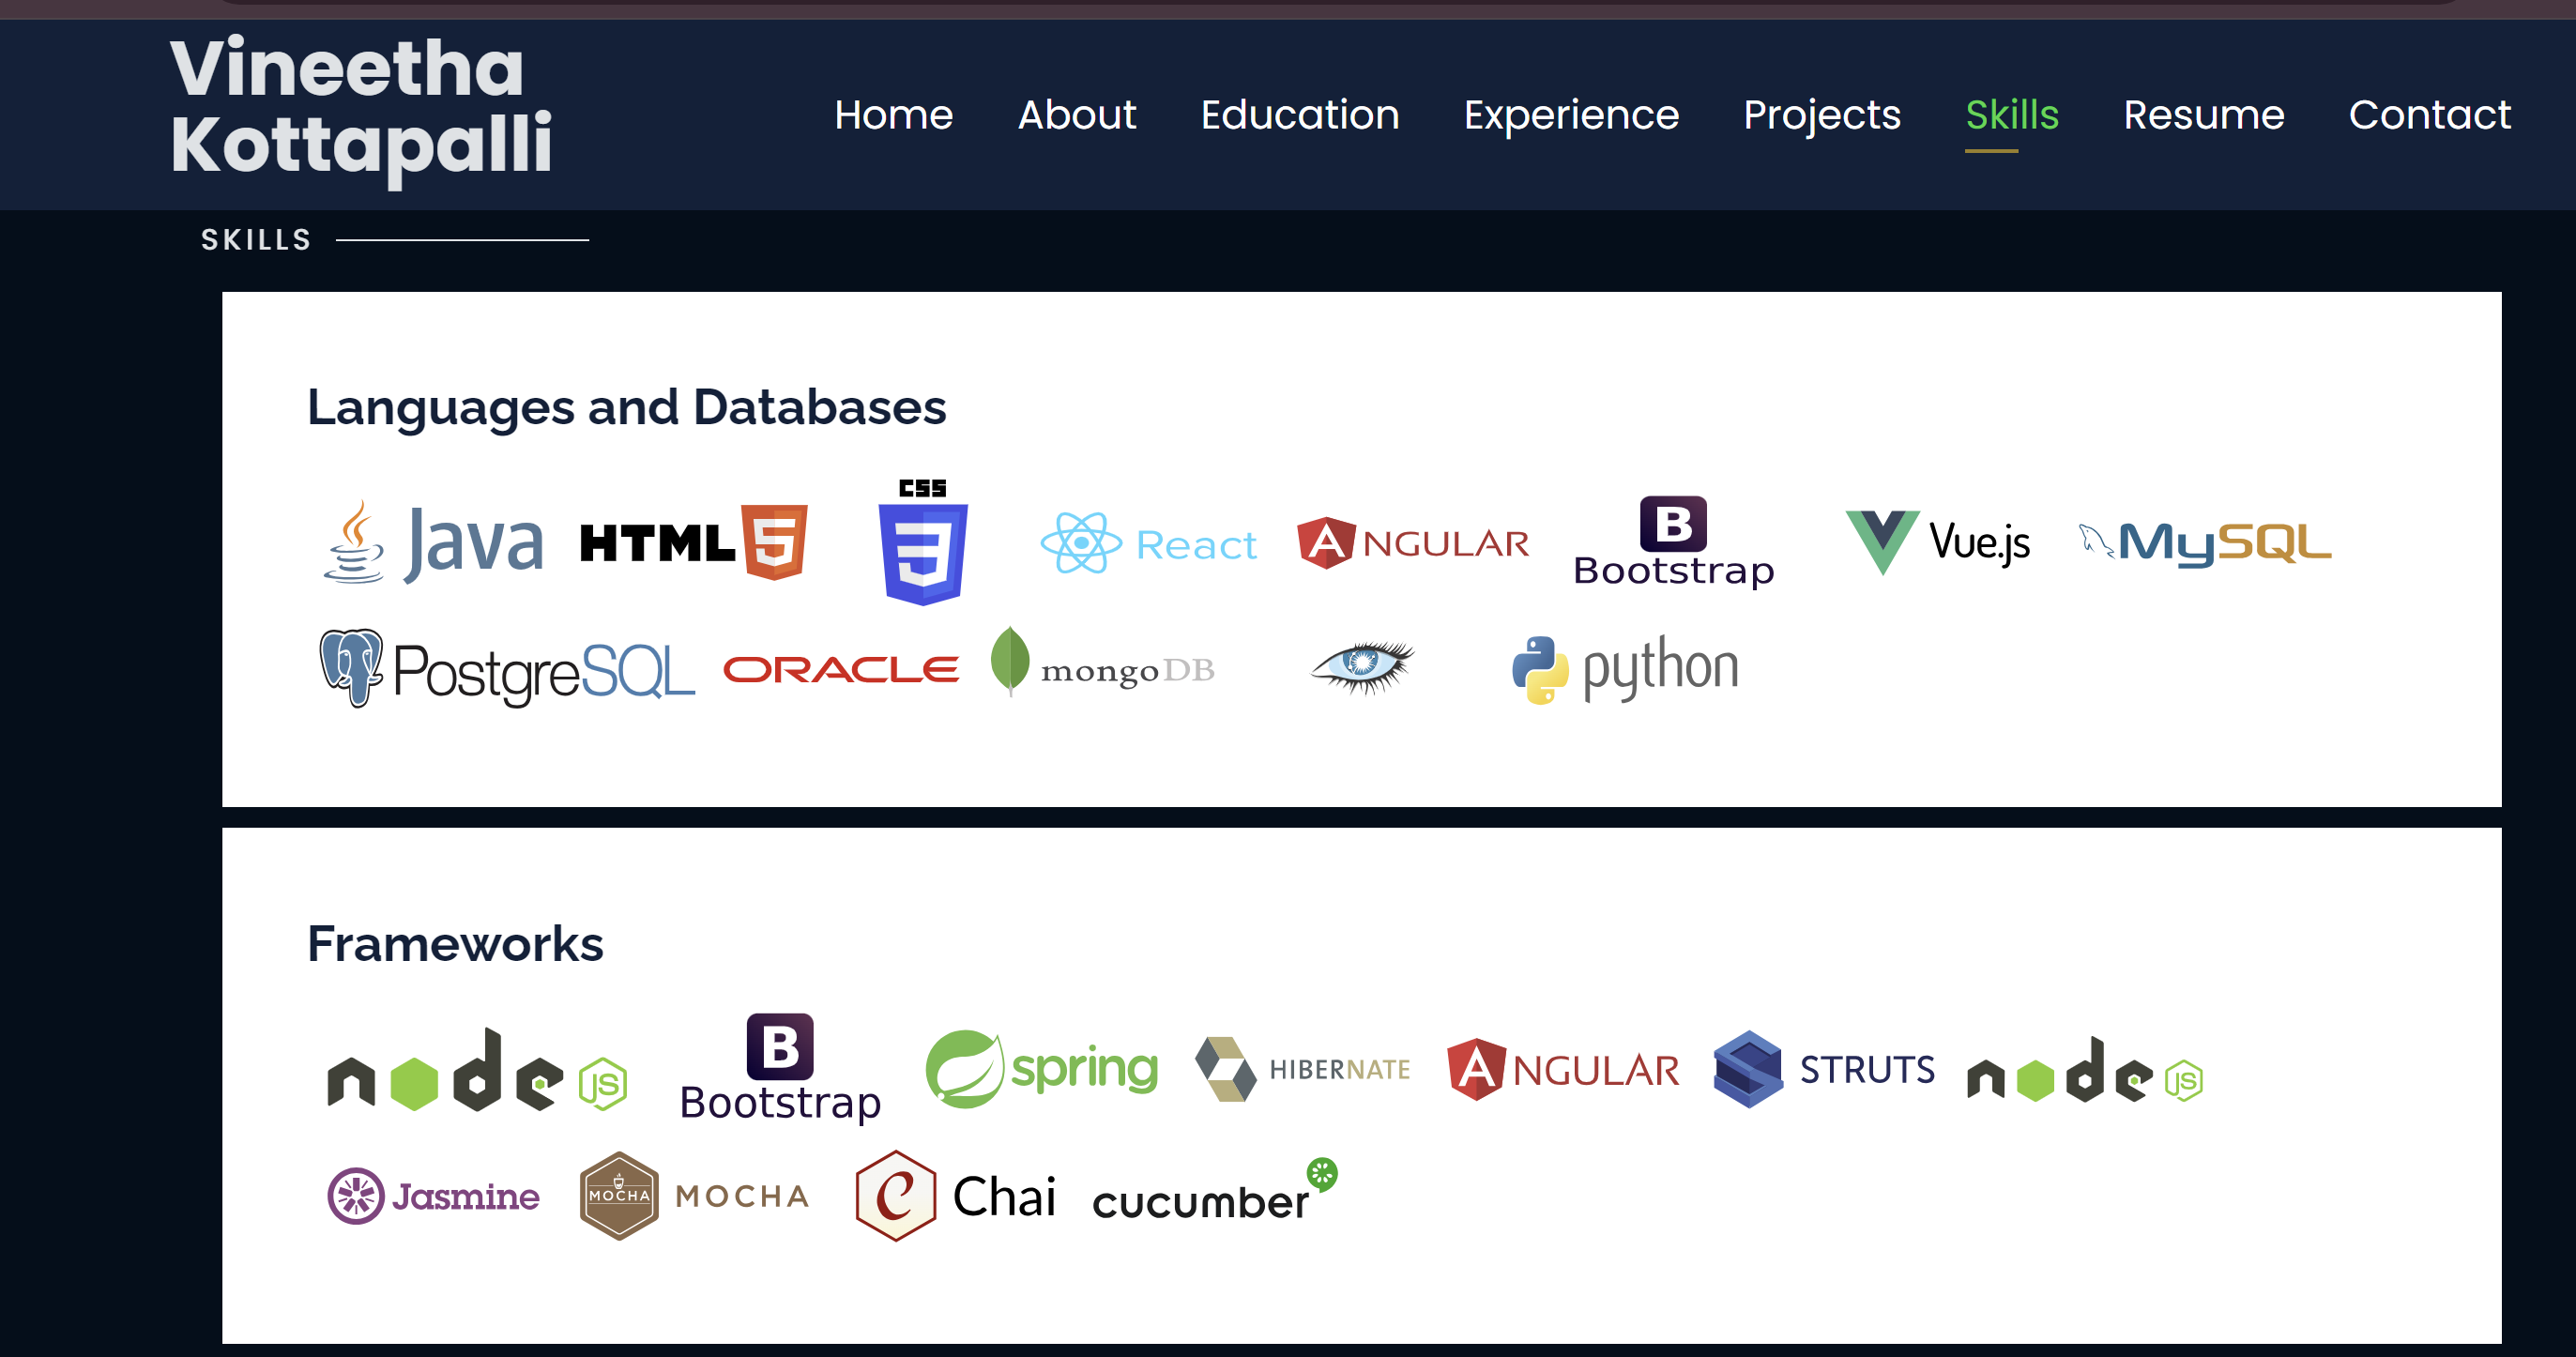 Vineetha
Kottapalli
Home About Education Experience Projects Skills Resume Contact
SKILLS
Languages and Databases
Java HTML 5 CSS 3 React ANGULAR B Bootstrap Vue.js MySQL
PostgreSQL ORACLE mongoDB python
Frameworks
node JS B Bootstrap spring HIBERNATE ANGULAR STRUTS node JS
Jasmine MOCHA MOCHA C Chai cucumber